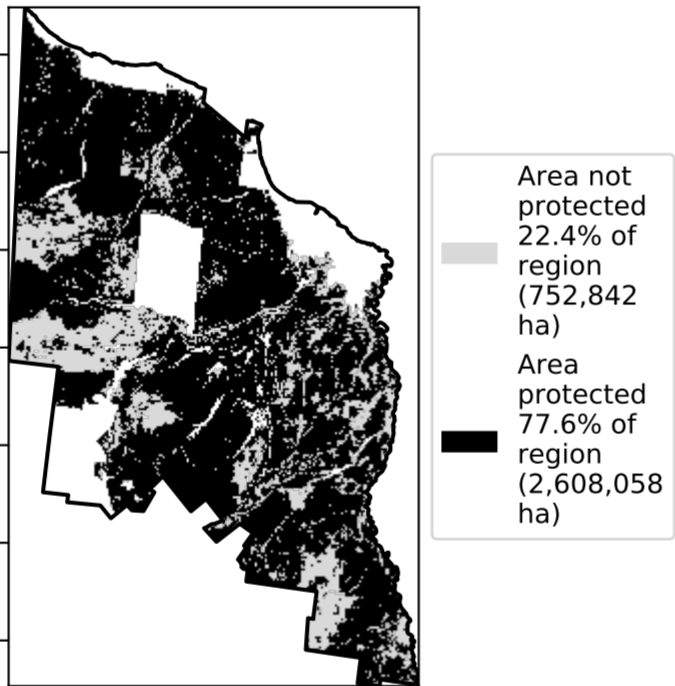 Area not
protected
22.4% of
region
(752,842
ha)
Area
protected
77.6% of
region
(2,608,058
ha)